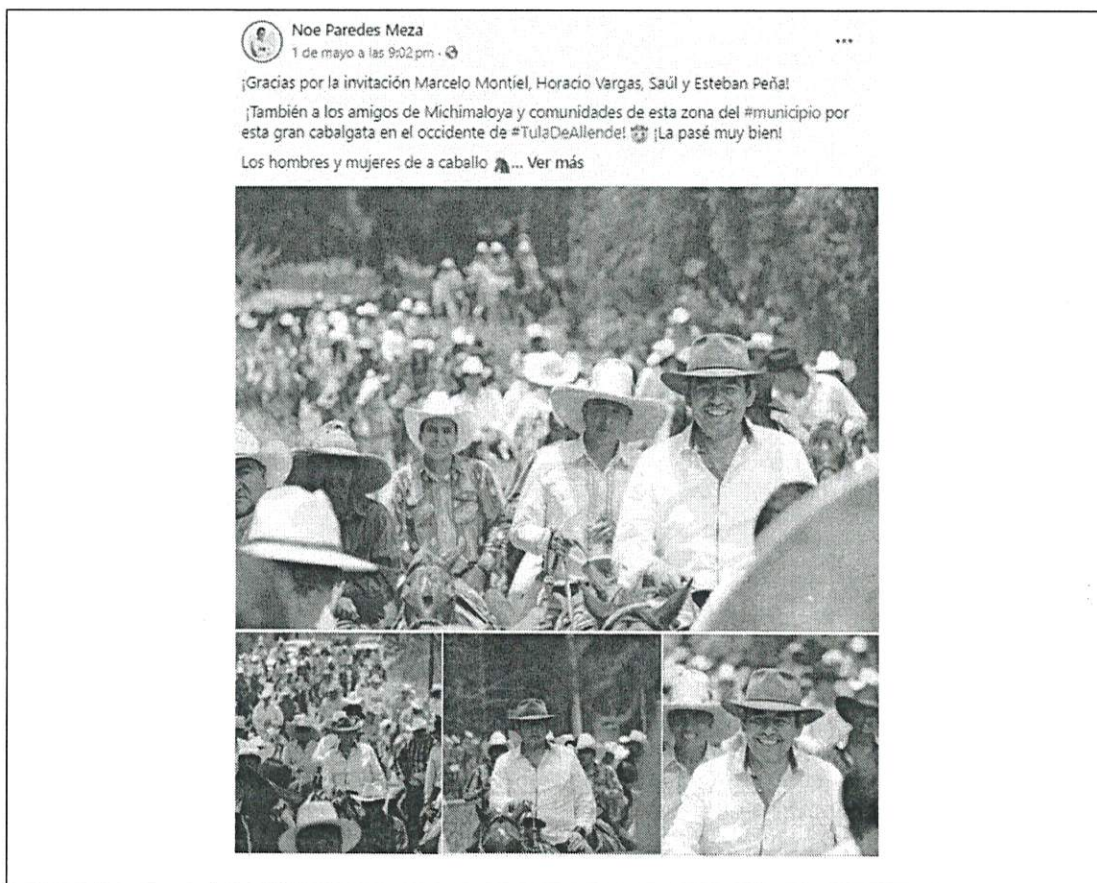 Noe Paredes Meza
1 de mayo a las 9:02 pm ·
¡Gracias por la invitación Marcelo Montiel, Horacio Vargas, Saúl y Esteban Peña!
¡También a los amigos de Michimaloya y comunidades de esta zona del #municipio por
esta gran cabalgata en el occidente de #TulaDeAllende! ¡La pasé muy bien!
Los hombres y mujeres de a caballo ... Ver más